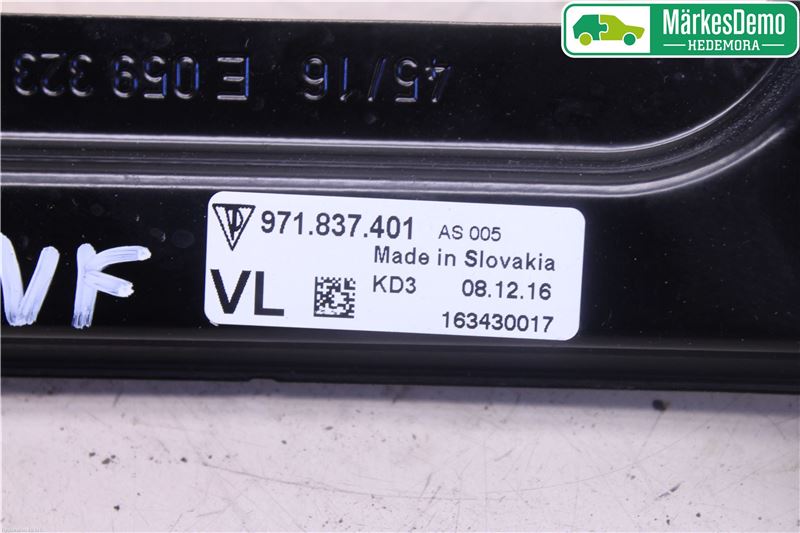 MärkesDemo
HEDEMORA
45/16 E 059 323
971.837.401 AS 005
Made in Slovakia
VL KD3 08.12.16
163430017
VF